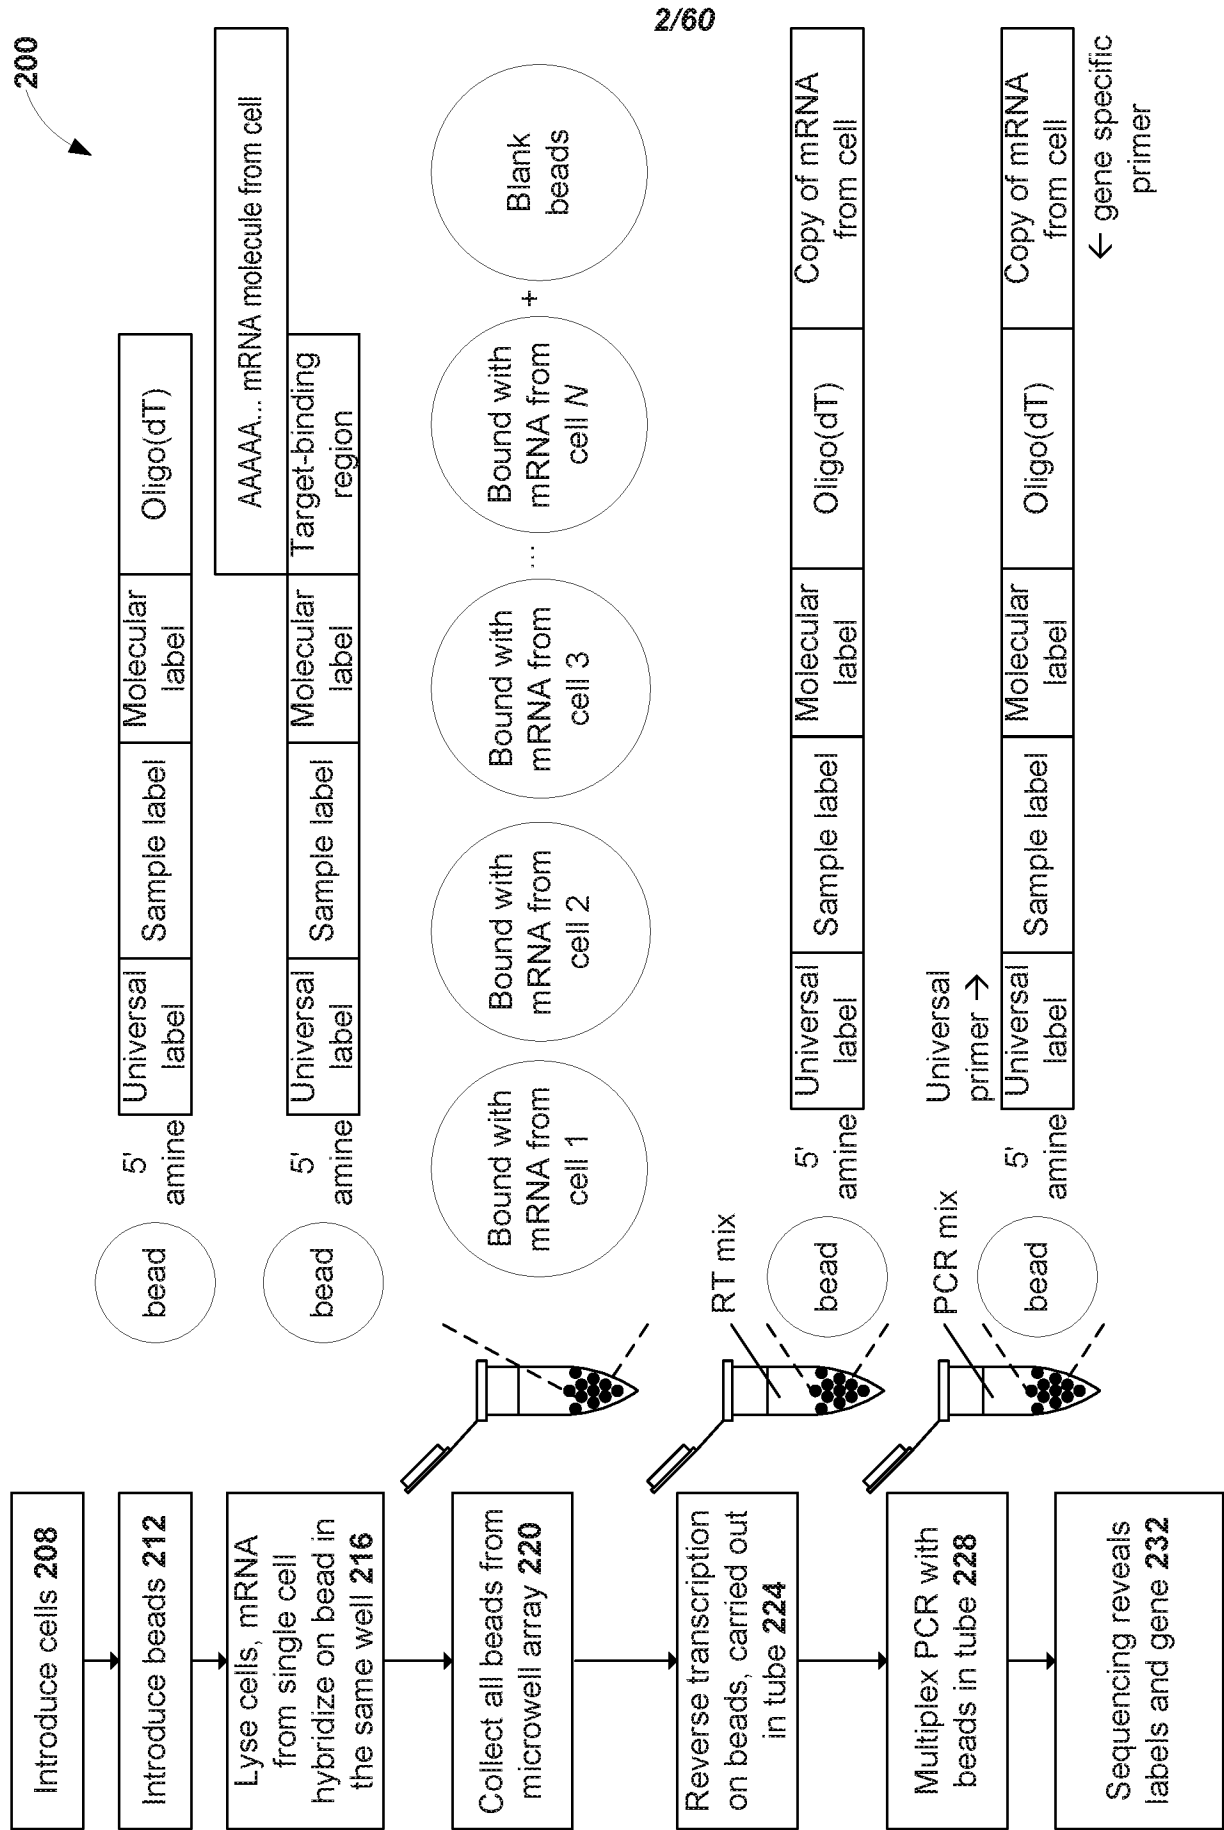 2/60
200
Introduce cells 208
Introduce beads 212
bead
5'
amine
Universal
label
Sample label
Molecular
label
Oligo(dT)
Lyse cells, mRNA
from single cell
hybridize on bead in
the same well 216
bead
5'
amine
Universal
label
Sample label
Molecular
label
Target-binding
region
AAAAA... mRNA molecule from cell
Collect all beads from
microwell array 220
Bound with
mRNA from
cell 1
Bound with
mRNA from
cell 2
Bound with
mRNA from
cell 3
...
Bound with
mRNA from
cell N
+
Blank
beads
Reverse transcription
on beads, carried out
in tube 224
RT mix
bead
5'
amine
Universal
label
Sample label
Molecular
label
Oligo(dT)
Copy of mRNA
from cell
Multiplex PCR with
beads in tube 228
PCR mix
bead
5'
amine
Universal
primer →
Universal
label
Sample label
Molecular
label
Oligo(dT)
Copy of mRNA
from cell
← gene specific
primer
Sequencing reveals
labels and gene 232